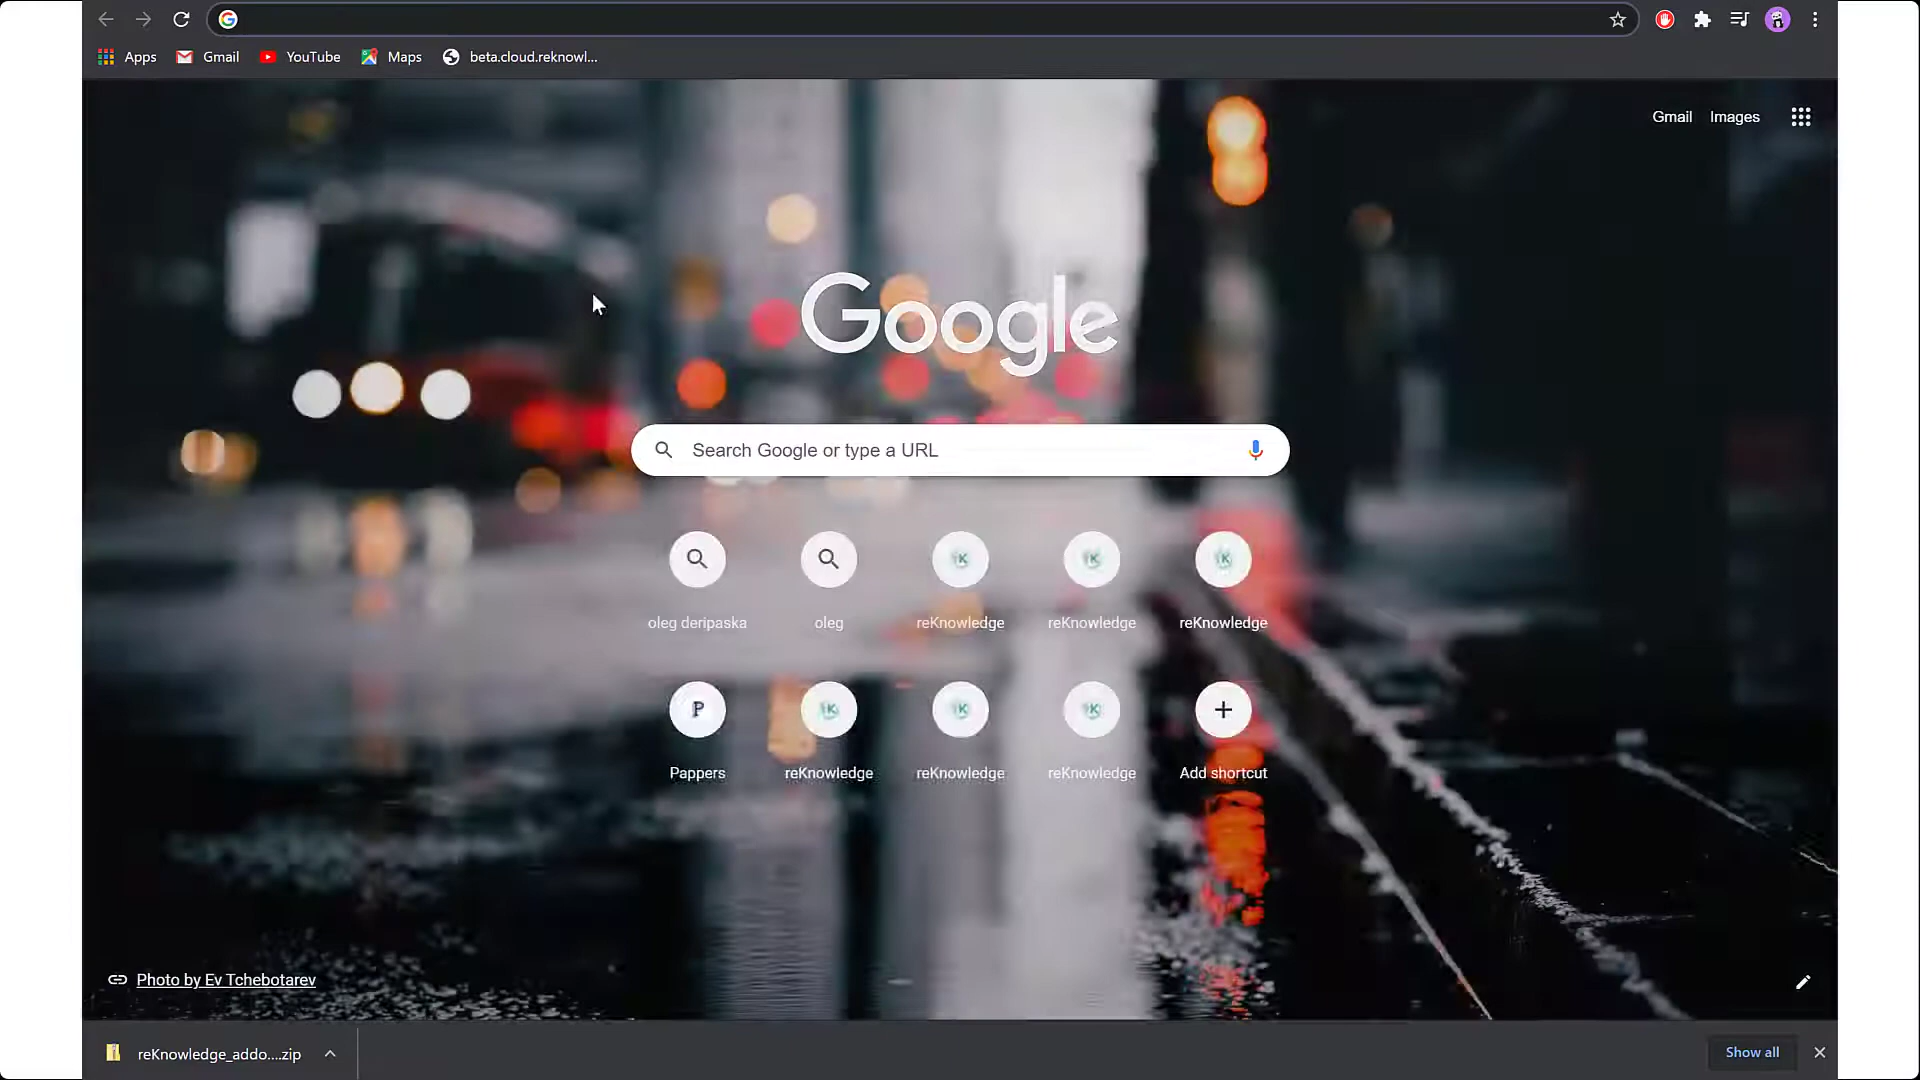 Apps Gmail YouTube Maps beta.cloud.reknowl...
Gmail Images
Google
Search Google or type a URL
oleg deripaska oleg reKnowledge reKnowledge reKnowledge
Pappers reKnowledge reKnowledge reKnowledge Add shortcut
Photo by Ev Tchebotarev
reKnowledge_addo....zip Show all